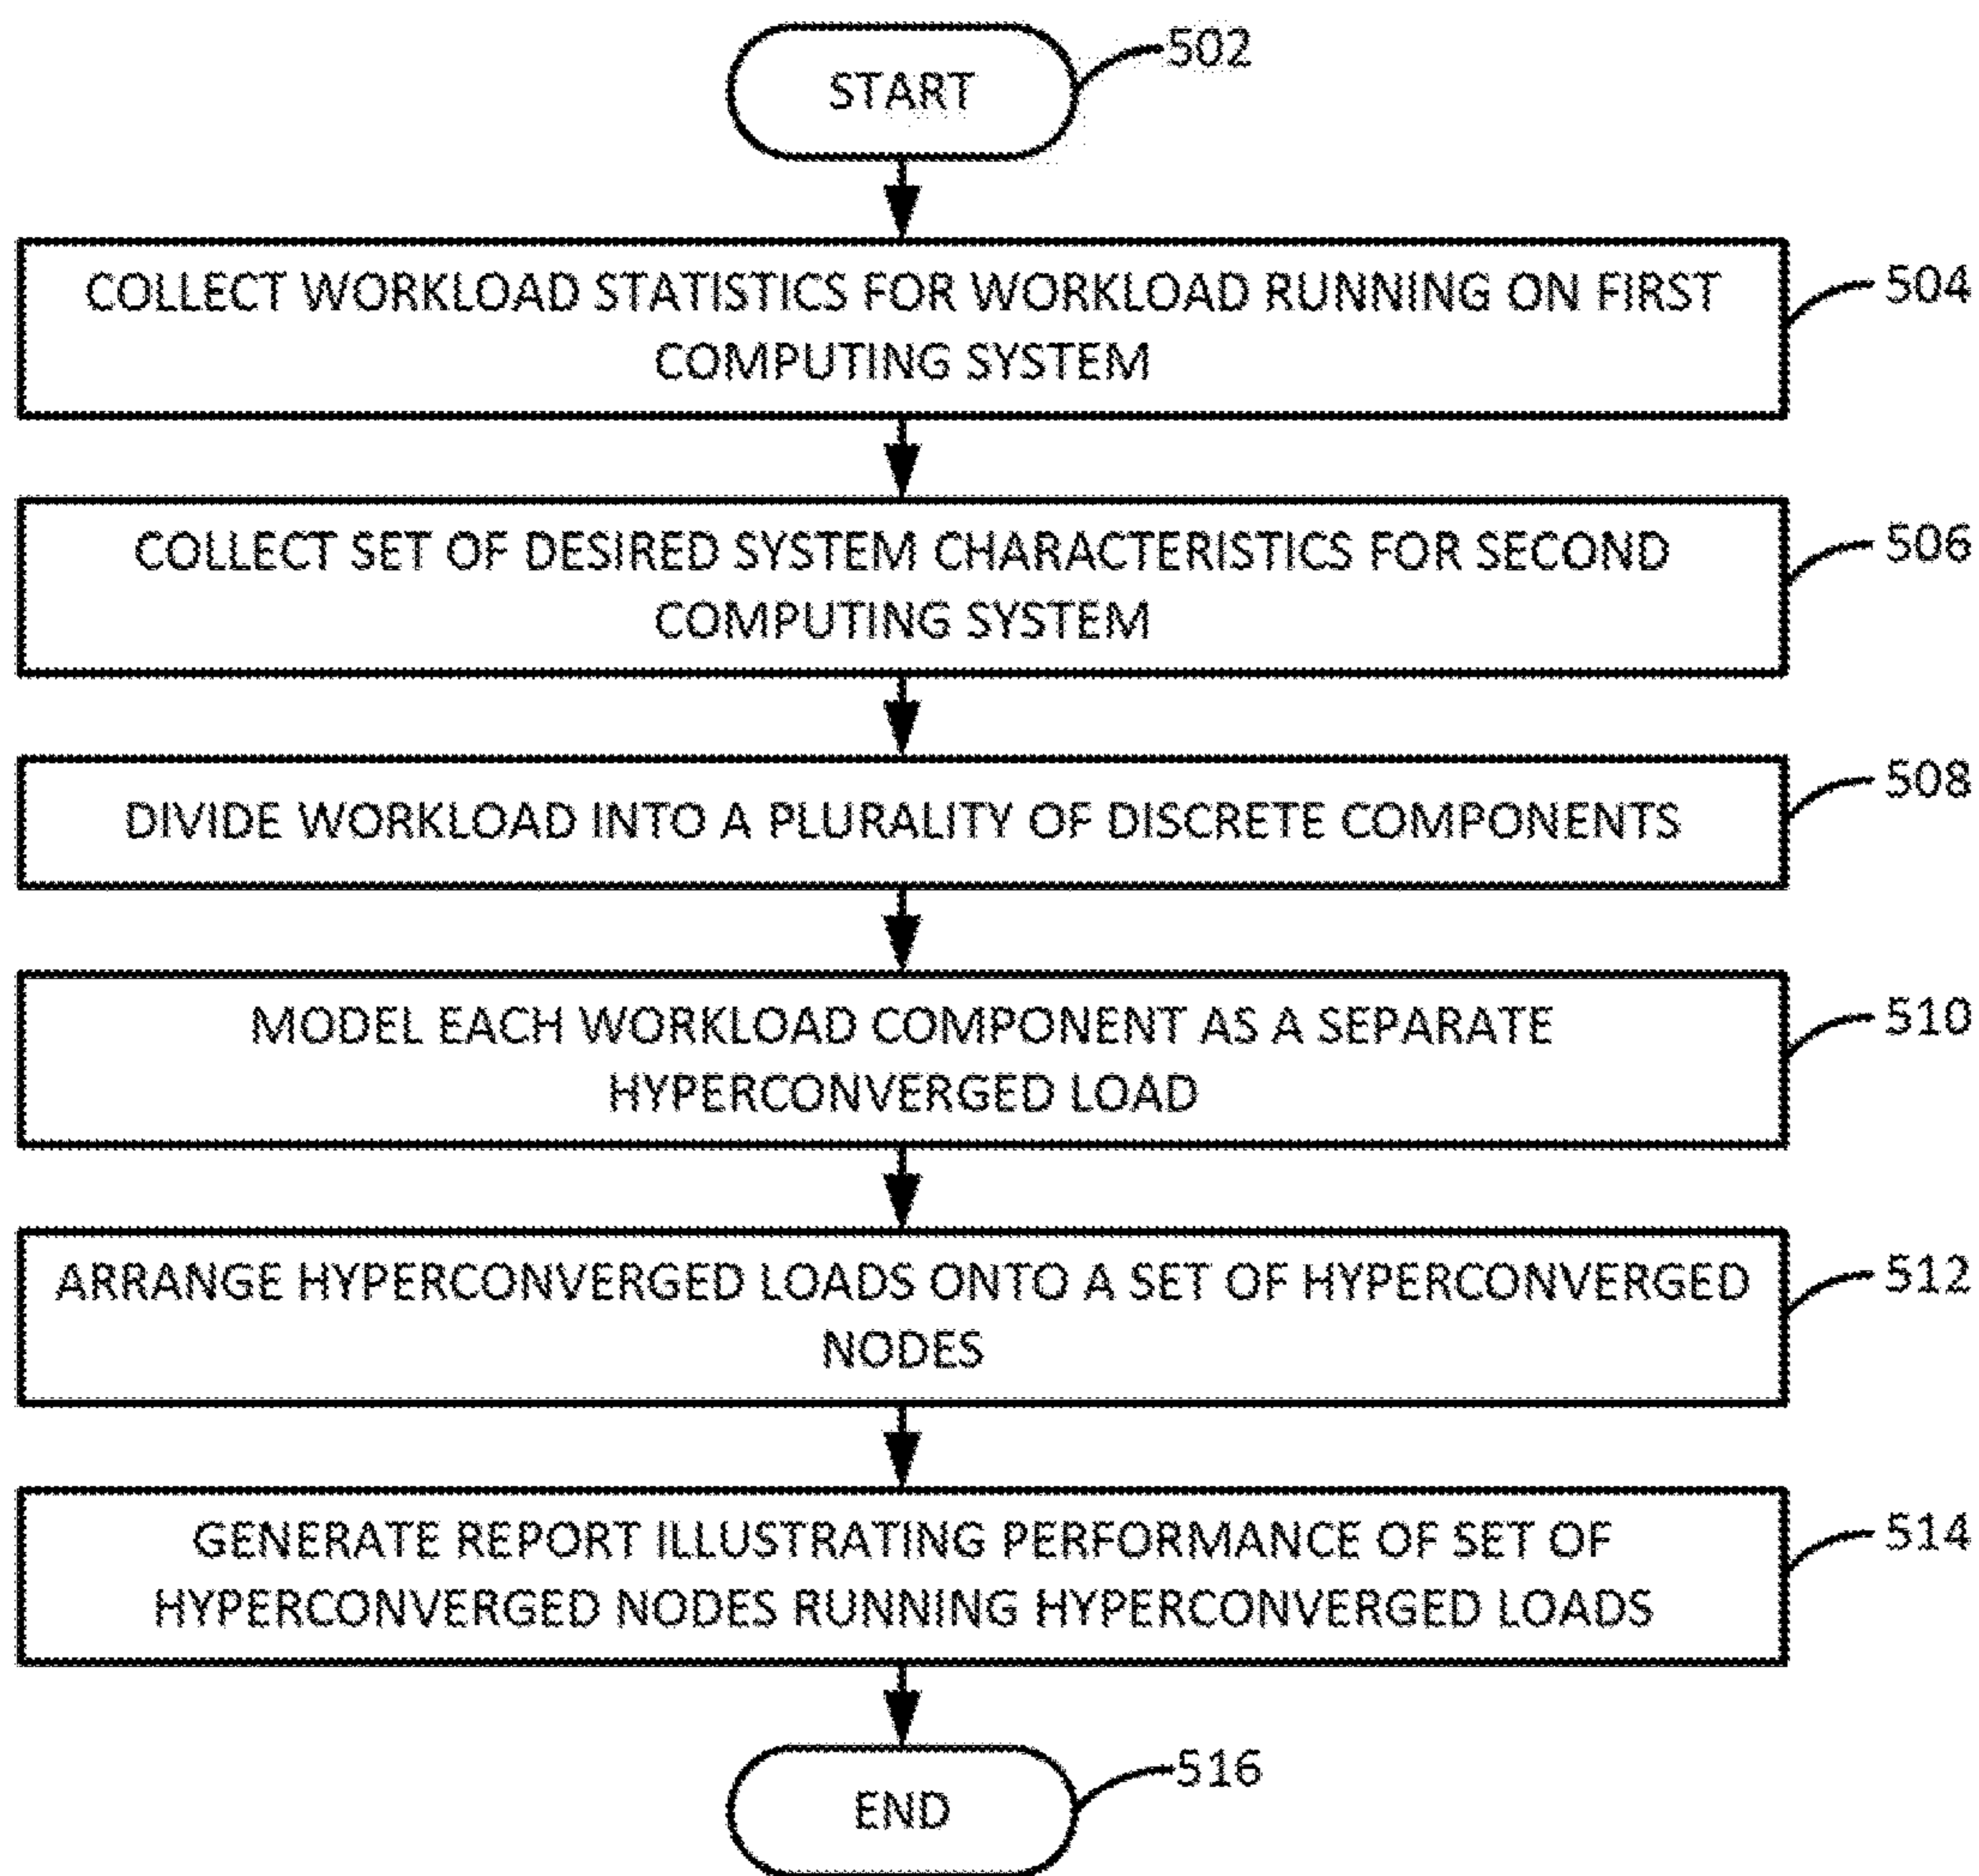 START
502
COLLECT WORKLOAD STATISTICS FOR WORKLOAD RUNNING ON FIRST
COMPUTING SYSTEM
504
COLLECT SET OF DESIRED SYSTEM CHARACTERISTICS FOR SECOND
COMPUTING SYSTEM
506
DIVIDE WORKLOAD INTO A PLURALITY OF DISCRETE COMPONENTS
508
MODEL EACH WORKLOAD COMPONENT AS A SEPARATE
HYPERCONVERGED LOAD
510
ARRANGE HYPERCONVERGED LOADS ONTO A SET OF HYPERCONVERGED
NODES
512
GENERATE REPORT ILLUSTRATING PERFORMANCE OF SET OF
HYPERCONVERGED NODES RUNNING HYPERCONVERGED LOADS
514
END
516